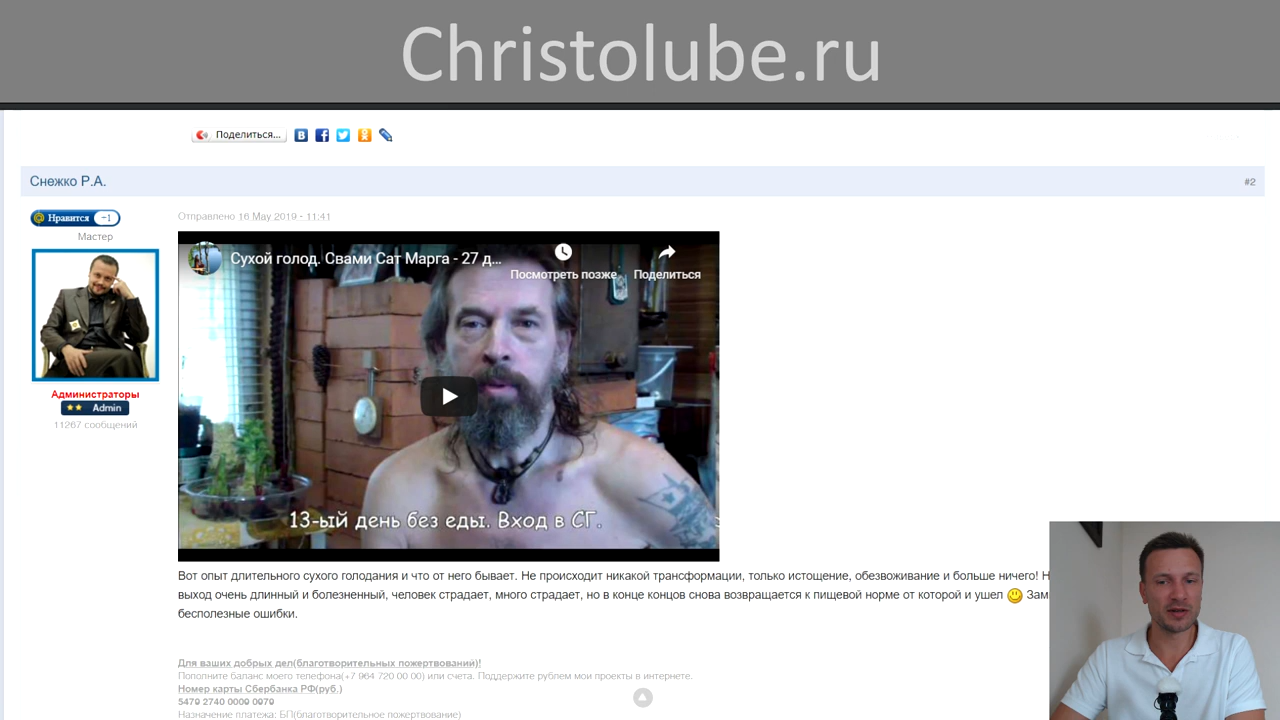 Christolube.ru
Поделиться...
Снежко Р.А.
#2
Нравится −1
Отправлено 16 May 2019 - 11:41
Мастер
Сухой голод. Свами Сат Марга - 27 д...
Посмотреть позже
Поделиться
13-ый день без еды. Вход в СГ.
Администраторы
Admin
11267 сообщений
Вот опыт длительного сухого голодания и что от него бывает. Не происходит никакой трансформации, только истощение, обезвоживание и больше ничего! Н
выход очень длинный и болезненный, человек страдает, много страдает, но в конце концов снова возвращается к пищевой норме от которой и ушел Зам
бесполезные ошибки.
Для ваших добрых дел(благотворительных пожертвований)!
Пополните баланс моего телефона(+7 964 720 00 00) или счета. Поддержите рублем мои проекты в интернете.
Номер карты Сбербанка РФ(руб.)
5479 2740 0009 0979
Назначение платежа: БП(благотворительное пожертвование)